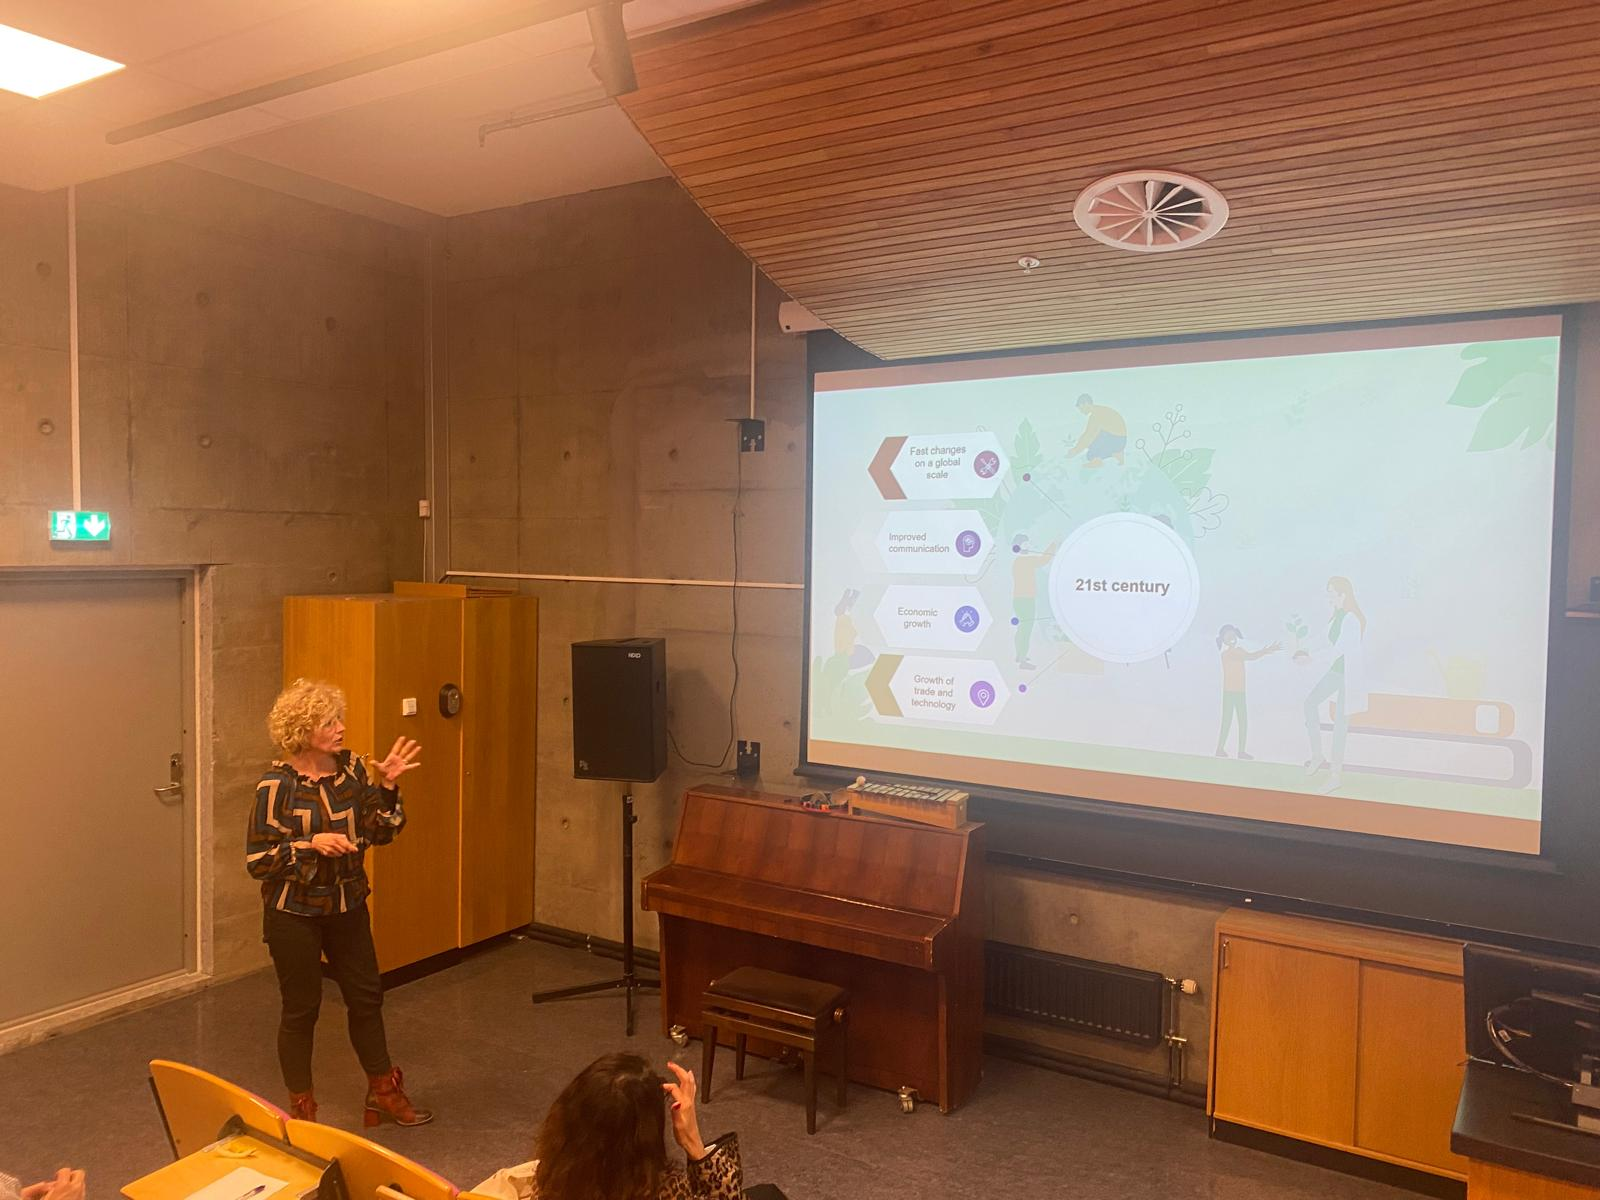 Fast changes
on a global
scale
Improved
communication
Economic
growth
Growth of
trade and
technology
21st century